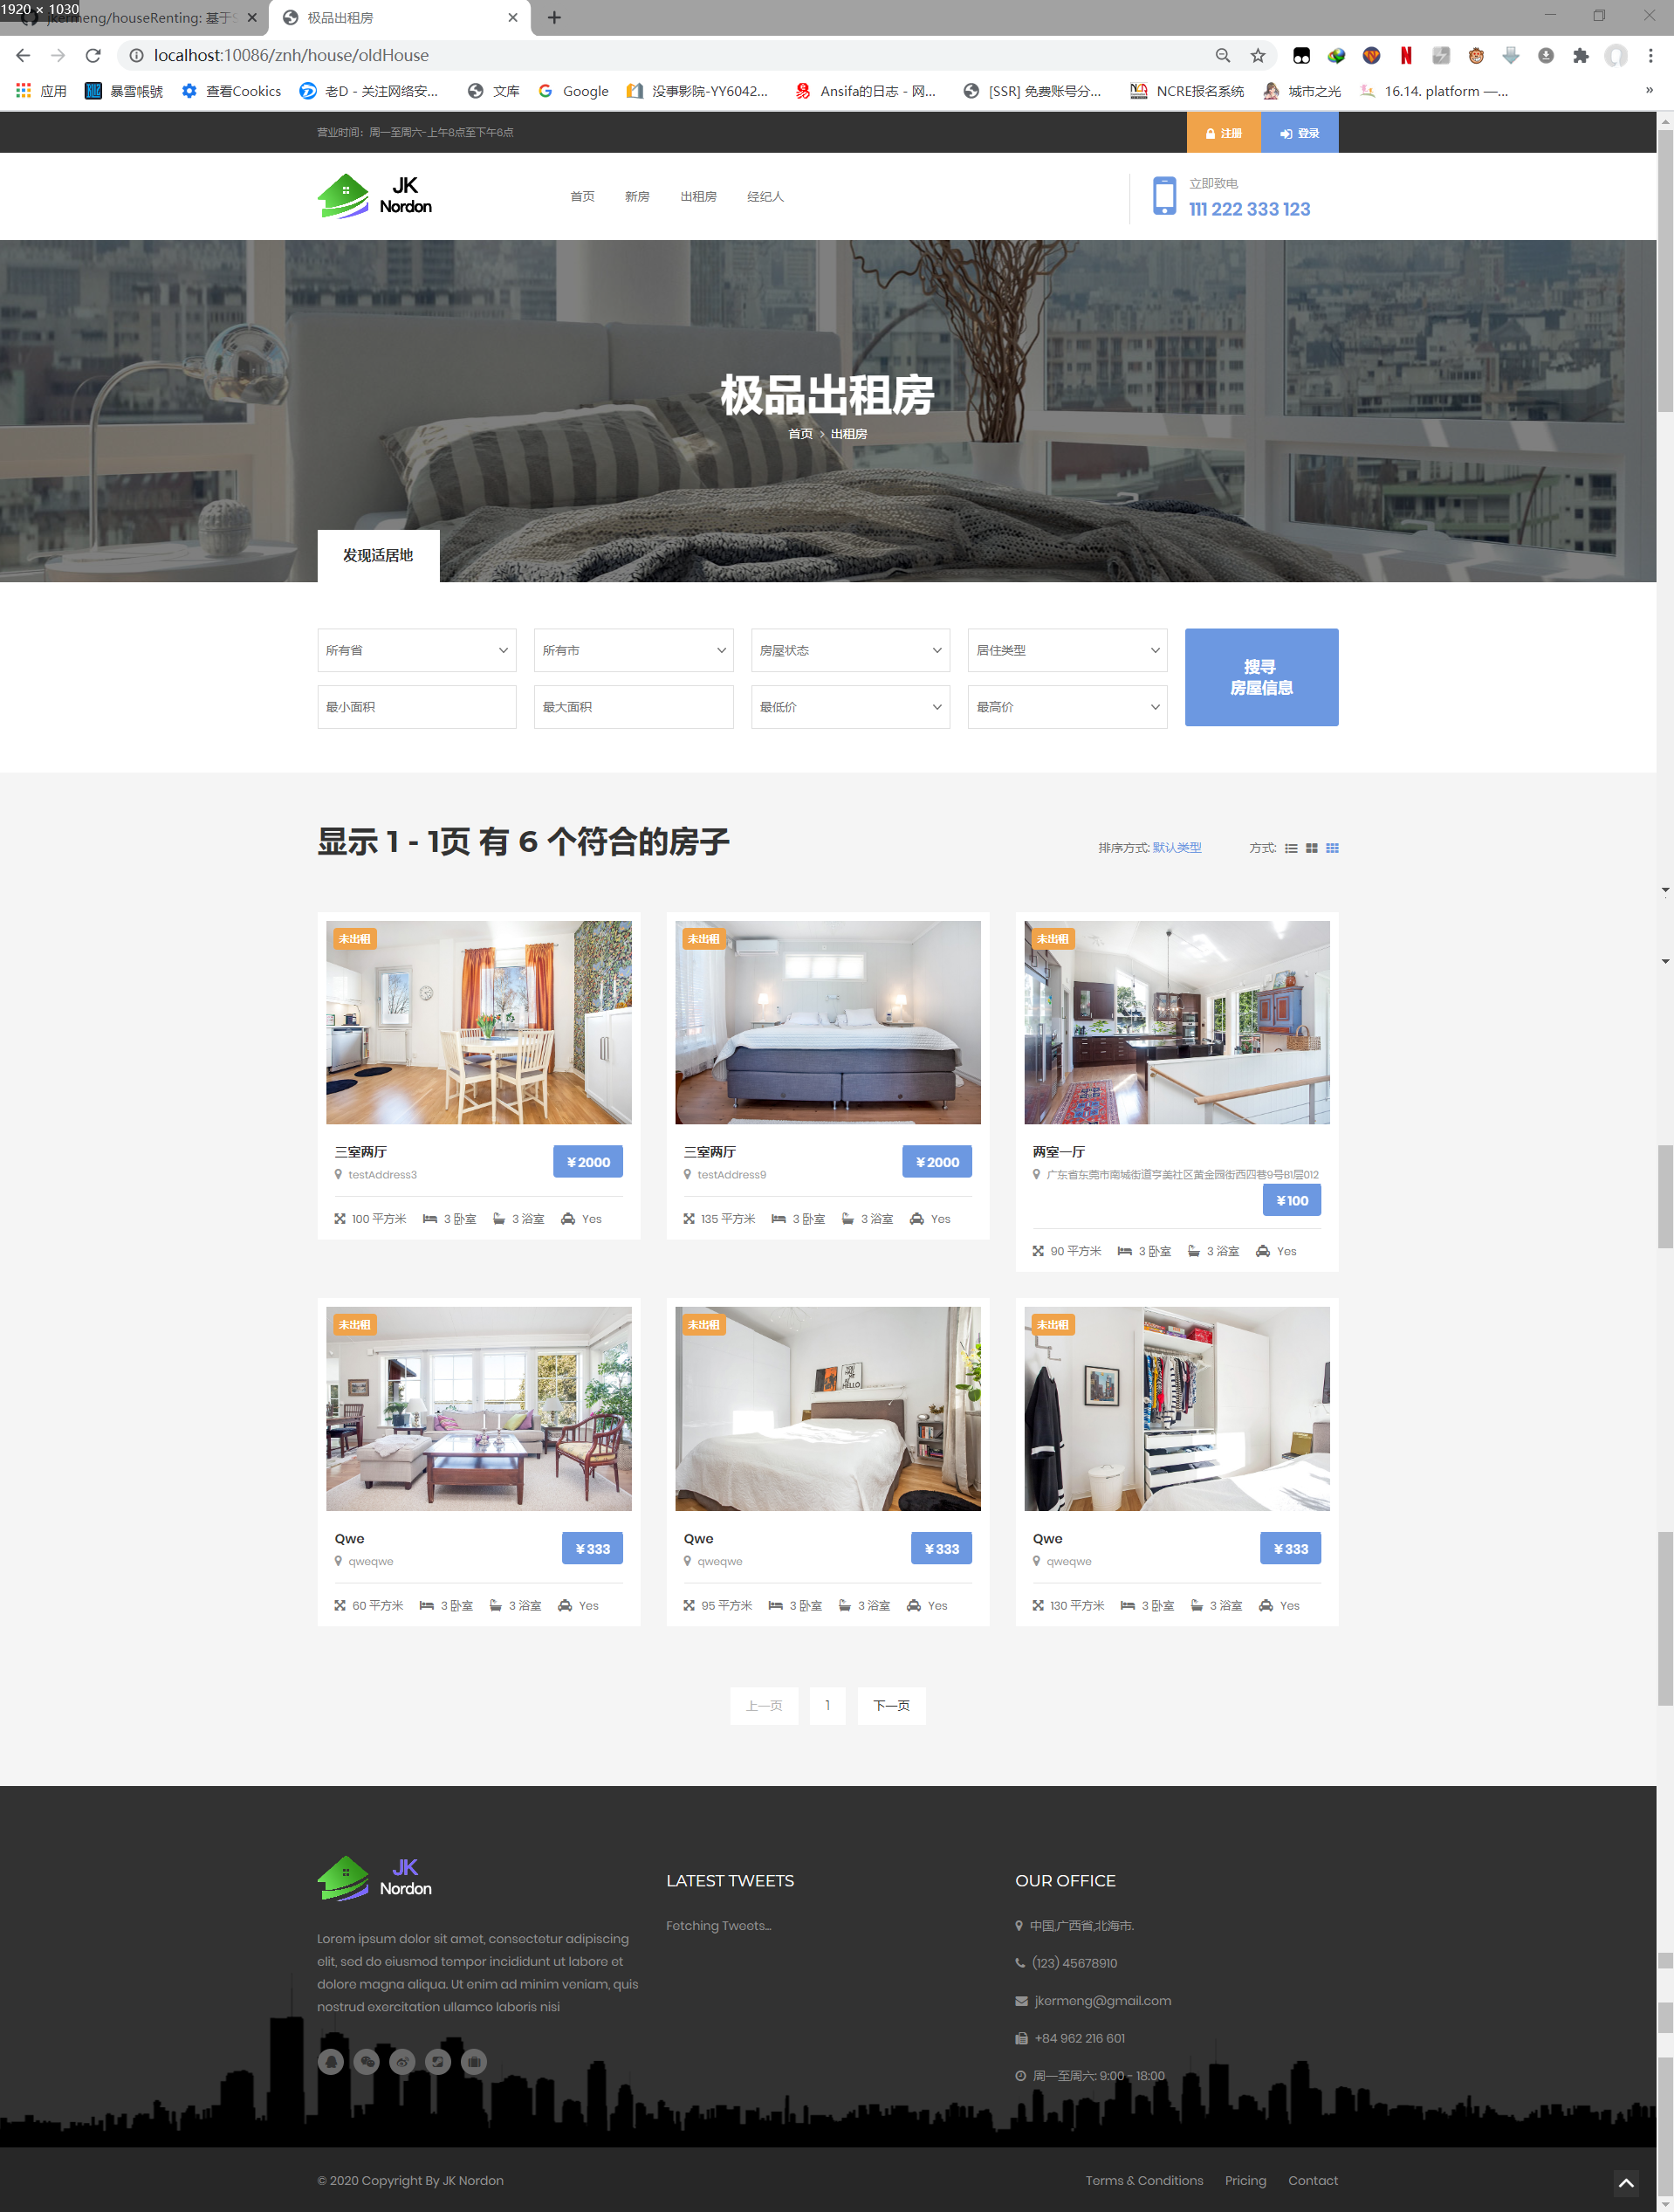 1920 × 1030
jkermeng/houseRenting: 基于S
极品出租房
localhost:10086/znh/house/oldHouse
应用
暴雪帳號
查看Cookics
老D - 关注网络安...
文库
Google
没事影院-YY6042...
Ansifa的日志 - 网...
[SSR] 免费账号分...
NCRE报名系统
城市之光
16.14. platform —...
»
营业时间: 周一至周六-上午8点至下午6点
注册
登录
JK
Nordon
首页
新房
出租房
经纪人
立即致电
111 222 333 123
极品出租房
首页 > 出租房
发现适居地
所有省
所有市
房屋状态
居住类型
搜寻
房屋信息
最小面积
最大面积
最低价
最高价
显示 1 - 1页 有 6 个符合的房子
排序方式: 默认类型
方式:
未出租
未出租
未出租
三室两厅
testAddress3
¥2000
100 平方米 3 卧室 3 浴室 Yes
三室两厅
testAddress9
¥2000
135 平方米 3 卧室 3 浴室 Yes
两室一厅
广东省东莞市南城街道亨美社区黄金园街西四巷9号B1层012
¥100
90 平方米 3 卧室 3 浴室 Yes
未出租
未出租
未出租
Qwe
qweqwe
¥333
60 平方米 3 卧室 3 浴室 Yes
Qwe
qweqwe
¥333
95 平方米 3 卧室 3 浴室 Yes
Qwe
qweqwe
¥333
130 平方米 3 卧室 3 浴室 Yes
上一页
1
下一页
JK
Nordon
Lorem ipsum dolor sit amet, consectetur adipiscing
elit, sed do eiusmod tempor incididunt ut labore et
dolore magna aliqua. Ut enim ad minim veniam, quis
nostrud exercitation ullamco laboris nisi
LATEST TWEETS
Fetching Tweets...
OUR OFFICE
中国,广西省,北海市.
(123) 45678910
jkermeng@gmail.com
+84 962 216 601
周一至周六: 9:00 - 18:00
© 2020 Copyright By JK Nordon
Terms & Conditions
Pricing
Contact